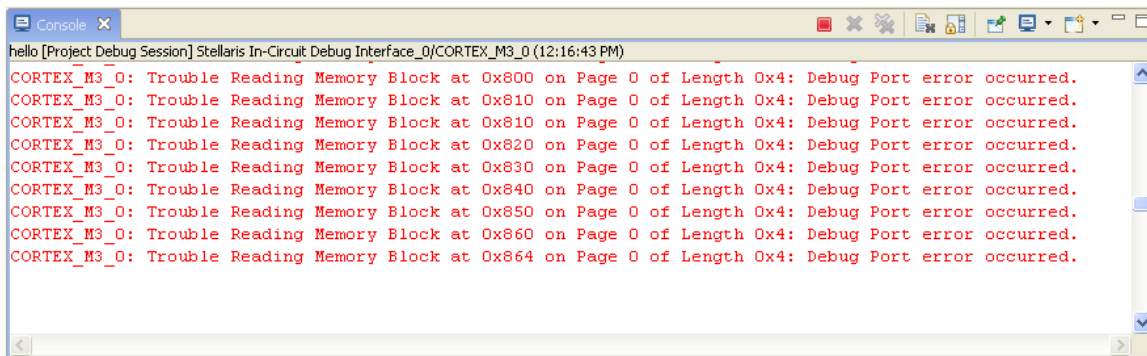 Console
hello [Project Debug Session] Stellaris In-Circuit Debug Interface_0/CORTEX_M3_0 (12:16:43 PM)
CORTEX_M3_0: Trouble Reading Memory Block at 0x800 on Page 0 of Length 0x4: Debug Port error occurred.
CORTEX_M3_0: Trouble Reading Memory Block at 0x810 on Page 0 of Length 0x4: Debug Port error occurred.
CORTEX_M3_0: Trouble Reading Memory Block at 0x810 on Page 0 of Length 0x4: Debug Port error occurred.
CORTEX_M3_0: Trouble Reading Memory Block at 0x820 on Page 0 of Length 0x4: Debug Port error occurred.
CORTEX_M3_0: Trouble Reading Memory Block at 0x830 on Page 0 of Length 0x4: Debug Port error occurred.
CORTEX_M3_0: Trouble Reading Memory Block at 0x840 on Page 0 of Length 0x4: Debug Port error occurred.
CORTEX_M3_0: Trouble Reading Memory Block at 0x850 on Page 0 of Length 0x4: Debug Port error occurred.
CORTEX_M3_0: Trouble Reading Memory Block at 0x860 on Page 0 of Length 0x4: Debug Port error occurred.
CORTEX_M3_0: Trouble Reading Memory Block at 0x864 on Page 0 of Length 0x4: Debug Port error occurred.